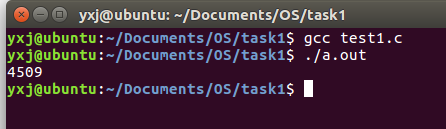 yxj@ubuntu: ~/Documents/OS/task1
yxj@ubuntu:~/Documents/OS/task1$ gcc test1.c
yxj@ubuntu:~/Documents/OS/task1$ ./a.out
4509
yxj@ubuntu:~/Documents/OS/task1$